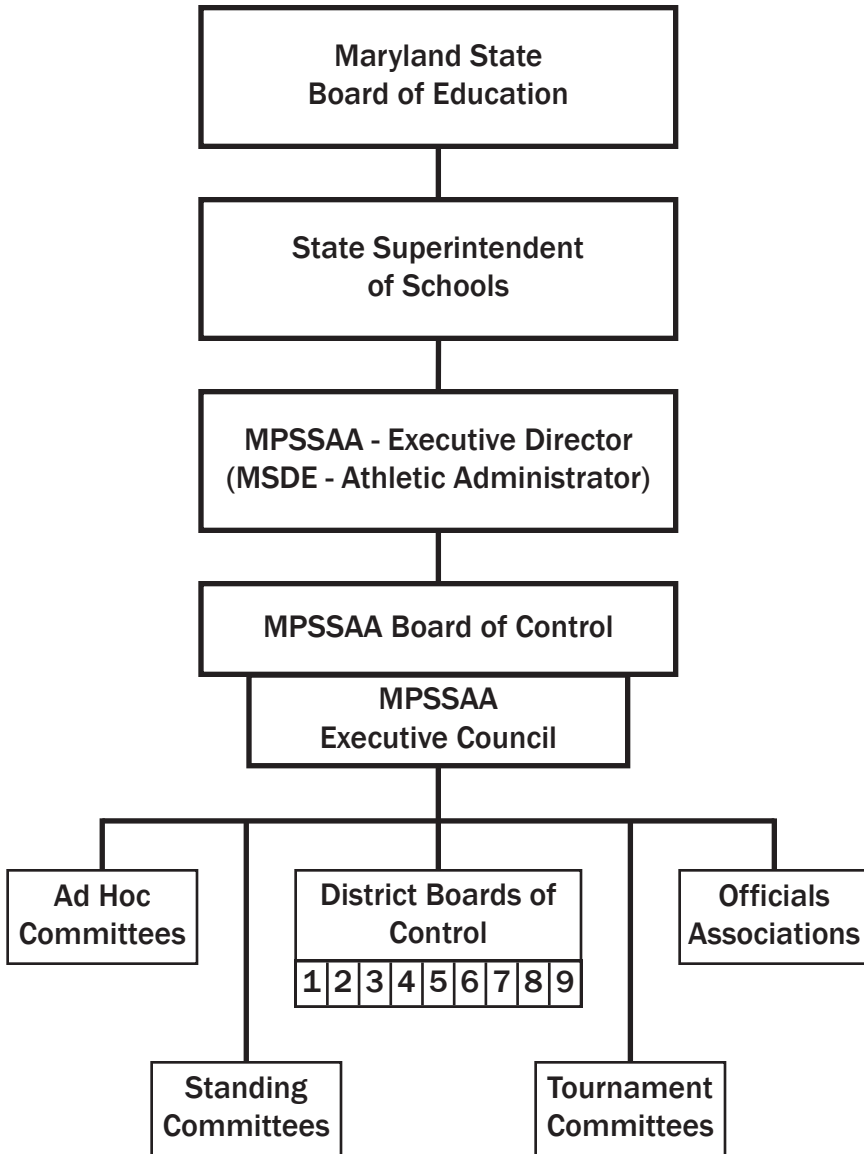 Maryland State
Board of Education
State Superintendent
of Schools
MPSSAA - Executive Director
(MSDE - Athletic Administrator)
MPSSAA Board of Control
MPSSAA
Executive Council
Ad Hoc
Committees
District Boards of
Control
1 2 3 4 5 6 7 8 9
Officials
Associations
Standing
Committees
Tournament
Committees